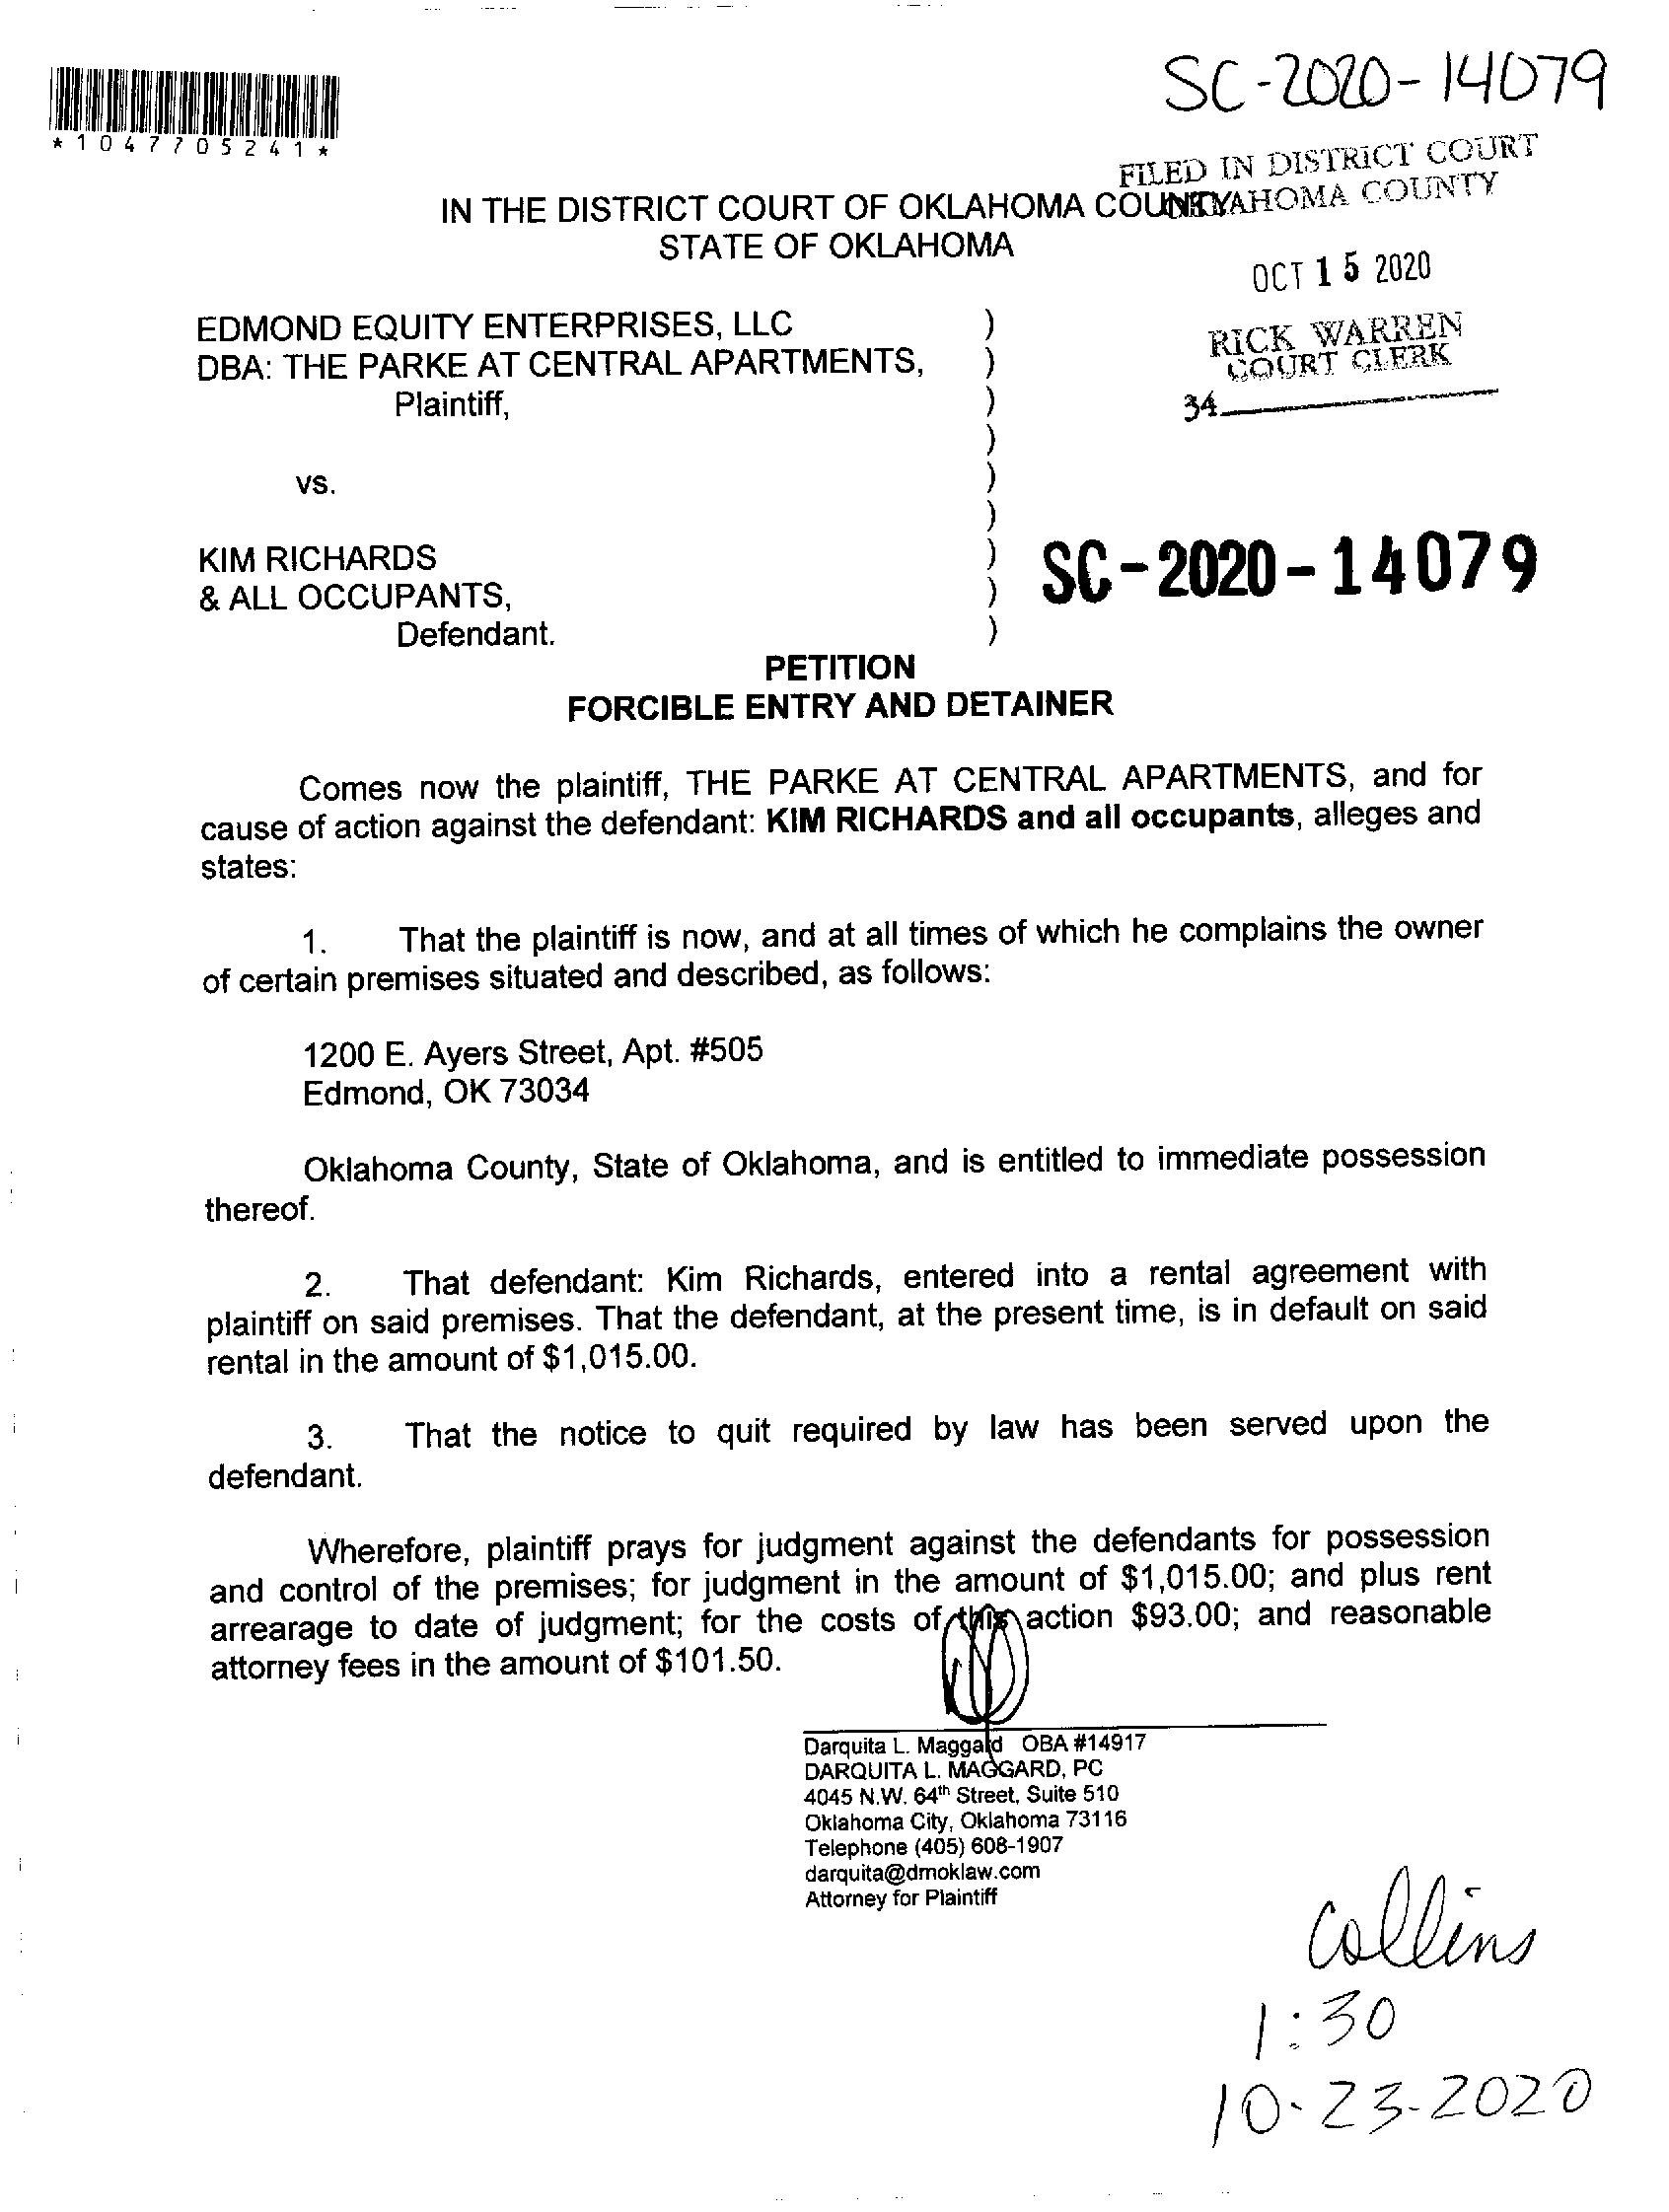 SC-2020-14079
*1047705241*
FILED IN DISTRICT COURT
IN THE DISTRICT COURT OF OKLAHOMA COUNTY
OKLAHOMA COUNTY
STATE OF OKLAHOMA
OCT 15 2020
EDMOND EQUITY ENTERPRISES, LLC )
RICK WARREN
DBA: THE PARKE AT CENTRAL APARTMENTS, )
COURT CLERK
Plaintiff, )
34
)
vs. )
)
KIM RICHARDS )
SC-2020-14079
& ALL OCCUPANTS, )
Defendant. )
PETITION
FORCIBLE ENTRY AND DETAINER
Comes now the plaintiff, THE PARKE AT CENTRAL APARTMENTS, and for
cause of action against the defendant: KIM RICHARDS and all occupants, alleges and
states:
1. That the plaintiff is now, and at all times of which he complains the owner
of certain premises situated and described, as follows:
1200 E. Ayers Street, Apt. #505
Edmond, OK 73034
Oklahoma County, State of Oklahoma, and is entitled to immediate possession
thereof.
2. That defendant: Kim Richards, entered into a rental agreement with
plaintiff on said premises. That the defendant, at the present time, is in default on said
rental in the amount of $1,015.00.
3. That the notice to quit required by law has been served upon the
defendant.
Wherefore, plaintiff prays for judgment against the defendants for possession
and control of the premises; for judgment in the amount of $1,015.00; and plus rent
arrearage to date of judgment; for the costs of this action $93.00; and reasonable
attorney fees in the amount of $101.50.
Darquita L. Maggard OBA #14917
DARQUITA L. MAGGARD, PC
4045 N.W. 64th Street, Suite 510
Oklahoma City, Oklahoma 73116
Telephone (405) 608-1907
darquita@dmoklaw.com
Attorney for Plaintiff
Collins
1:30
10-23-2020